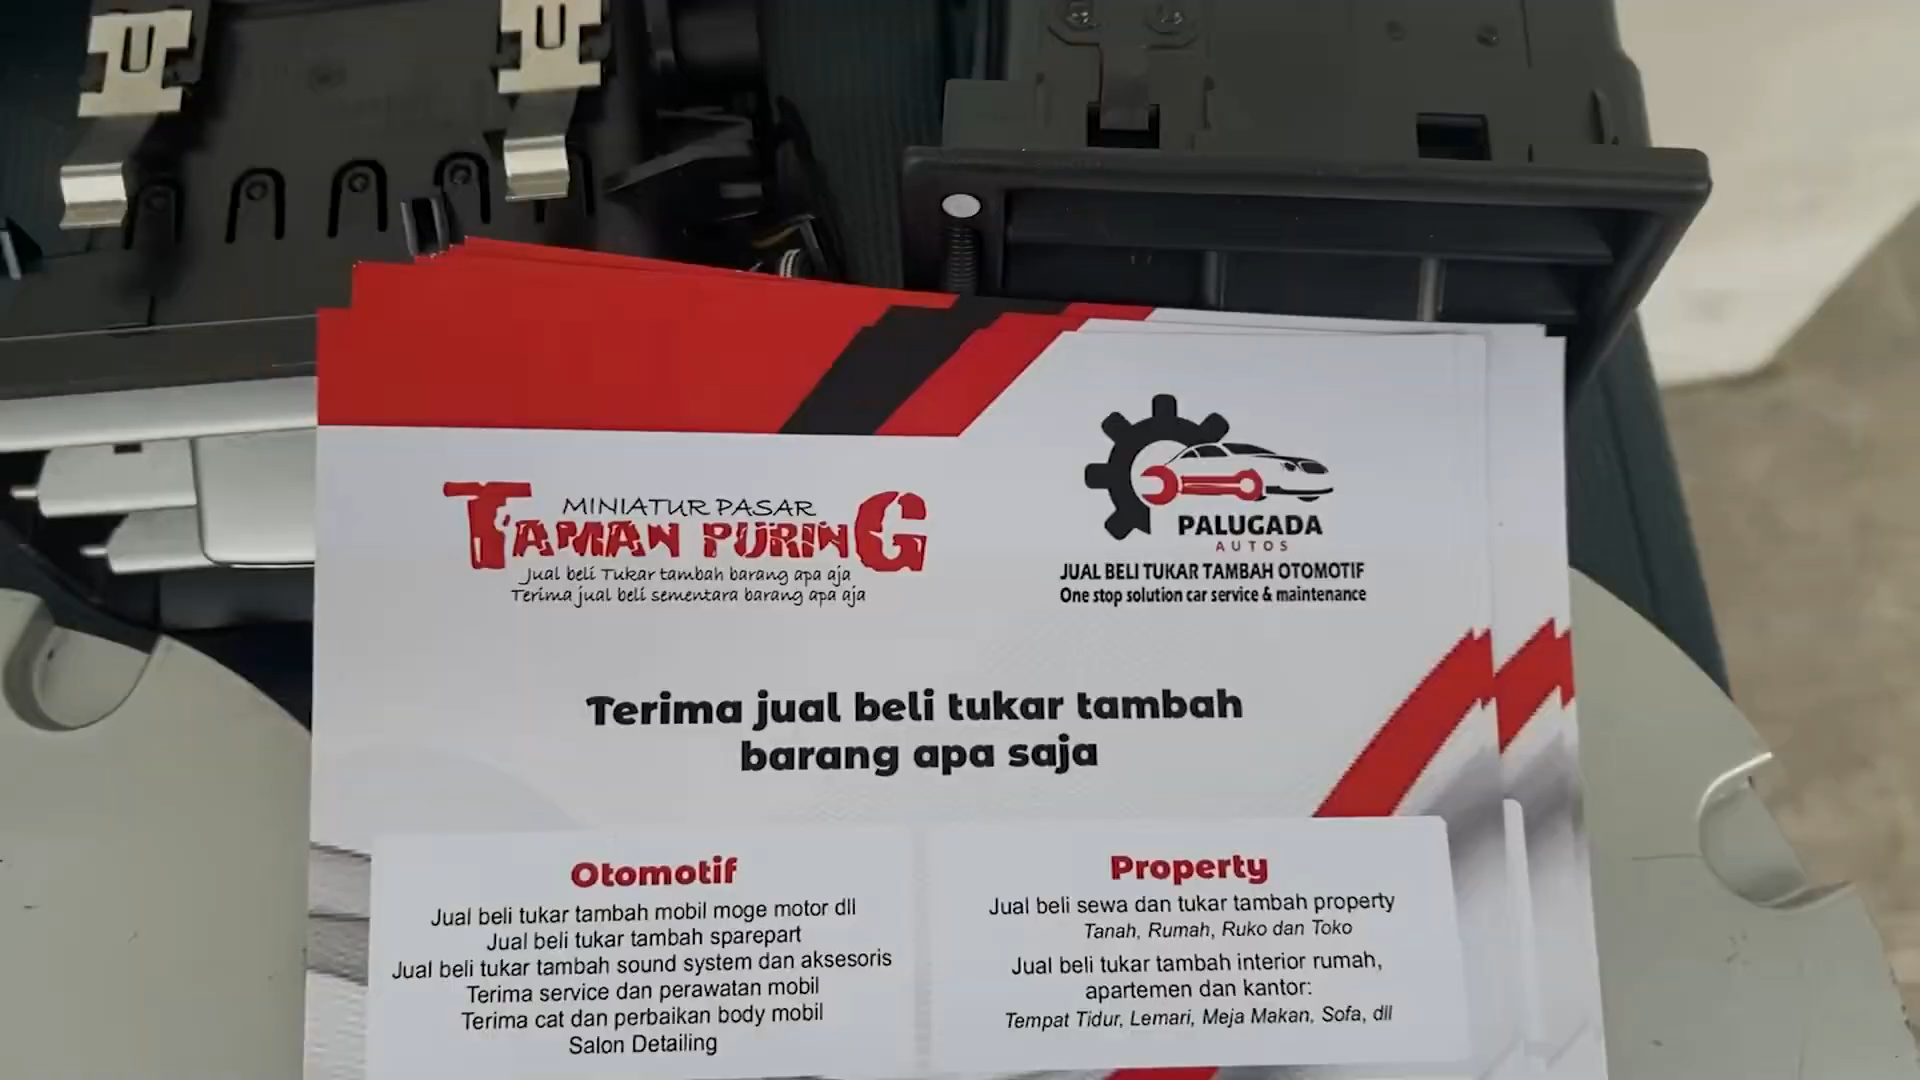 MINIATUR PASAR
TAMAN PURING
Jual beli Tukar tambah barang apa aja
Terima jual beli sementara barang apa aja
PALUGADA
AUTOS
JUAL BELI TUKAR TAMBAH OTOMOTIF
One stop solution car service & maintenance
Terima jual beli tukar tambah
barang apa saja
Otomotif
Jual beli tukar tambah mobil moge motor dll
Jual beli tukar tambah sparepart
Jual beli tukar tambah sound system dan aksesoris
Terima service dan perawatan mobil
Terima cat dan perbaikan body mobil
Salon Detailing
Property
Jual beli sewa dan tukar tambah property
Tanah, Rumah, Ruko dan Toko
Jual beli tukar tambah interior rumah,
apartemen dan kantor:
Tempat Tidur, Lemari, Meja Makan, Sofa, dll